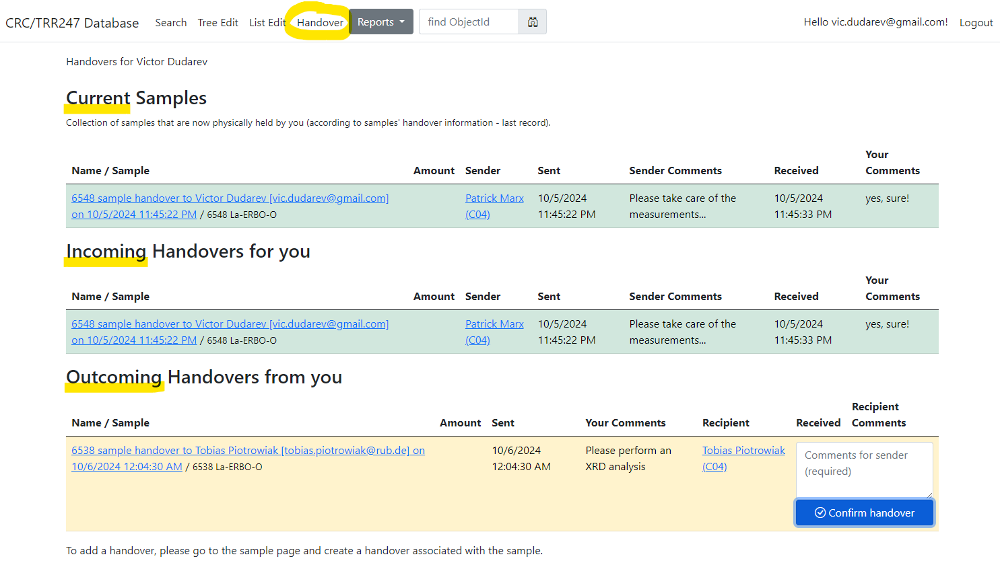 CRC/TRR247 Database Search Tree Edit List Edit Handover Reports find ObjectId Hello vic.dudarev@gmail.com! Logout
Handovers for Victor Dudarev
Current Samples
Collection of samples that are now physically held by you (according to samples' handover information - last record).
Name / Sample Amount Sender Sent Sender Comments Received Your Comments
6548 sample handover to Victor Dudarev [vic.dudarev@gmail.com] Patrick Marx 10/5/2024 Please take care of the 10/5/2024 yes, sure!
on 10/5/2024 11:45:22 PM / 6548 La-ERBO-O (C04) 11:45:22 PM measurements... 11:45:33 PM
Incoming Handovers for you
Name / Sample Amount Sender Sent Sender Comments Received Your Comments
6548 sample handover to Victor Dudarev [vic.dudarev@gmail.com] Patrick Marx 10/5/2024 Please take care of the 10/5/2024 yes, sure!
on 10/5/2024 11:45:22 PM / 6548 La-ERBO-O (C04) 11:45:22 PM measurements... 11:45:33 PM
Outcoming Handovers from you
Name / Sample Amount Sent Your Comments Recipient Received Recipient Comments
6538 sample handover to Tobias Piotrowiak [tobias.piotrowiak@rub.de] on 10/6/2024 Please perform an Tobias Piotrowiak Comments for sender
10/6/2024 12:04:30 AM / 6538 La-ERBO-O 12:04:30 AM XRD analysis (C04) (required)
Confirm handover
To add a handover, please go to the sample page and create a handover associated with the sample.